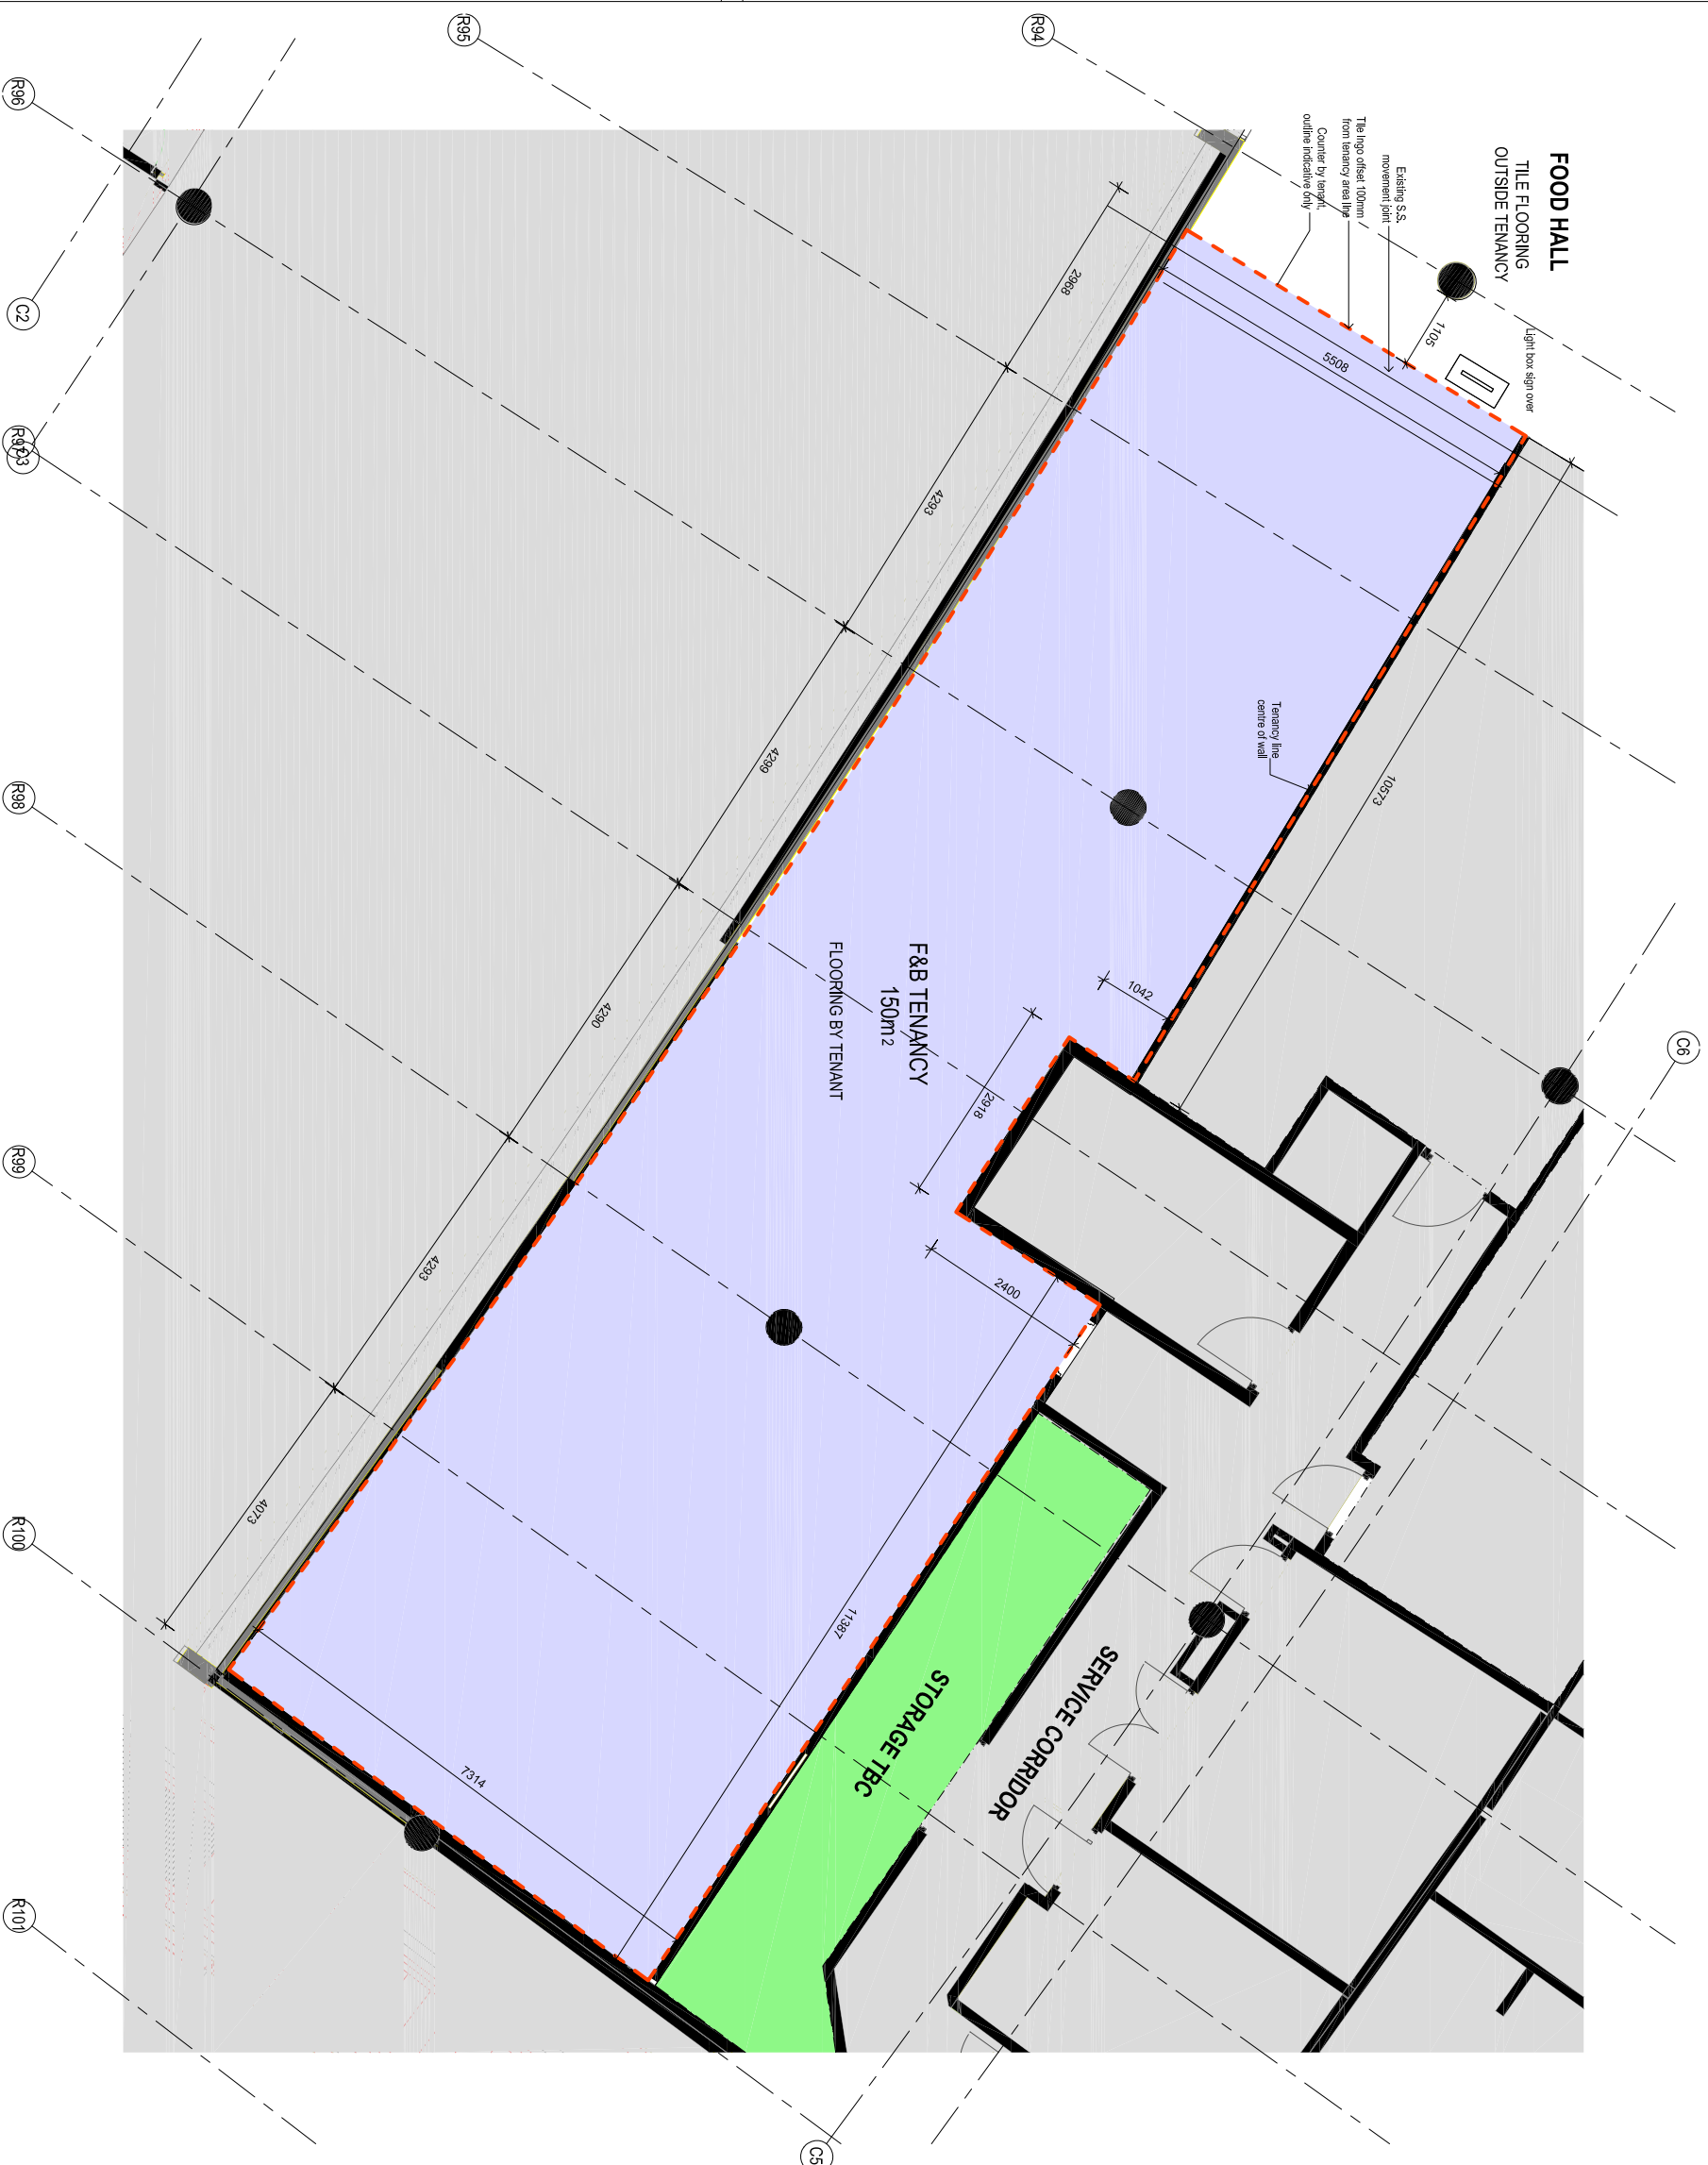 FOOD HALL
TILE FLOORING
OUTSIDE TENANCY
Light box sign over
Existing S.S.
movement joint
Tile Ingo offset 100mm
from tenancy area line
Counter by tenant,
outline indicative only
1105
5508
2968
4293
4299
4290
4293
4073
10573
Tenancy line
centre of wall
1042
2918
2400
11387
7314
F&B TENANCY
150m2
FLOORING BY TENANT
STORAGE TBC
SERVICE CORRIDOR
R94
R95
R96
C2
R97
C3
R98
R99
R100
R101
C5
C6